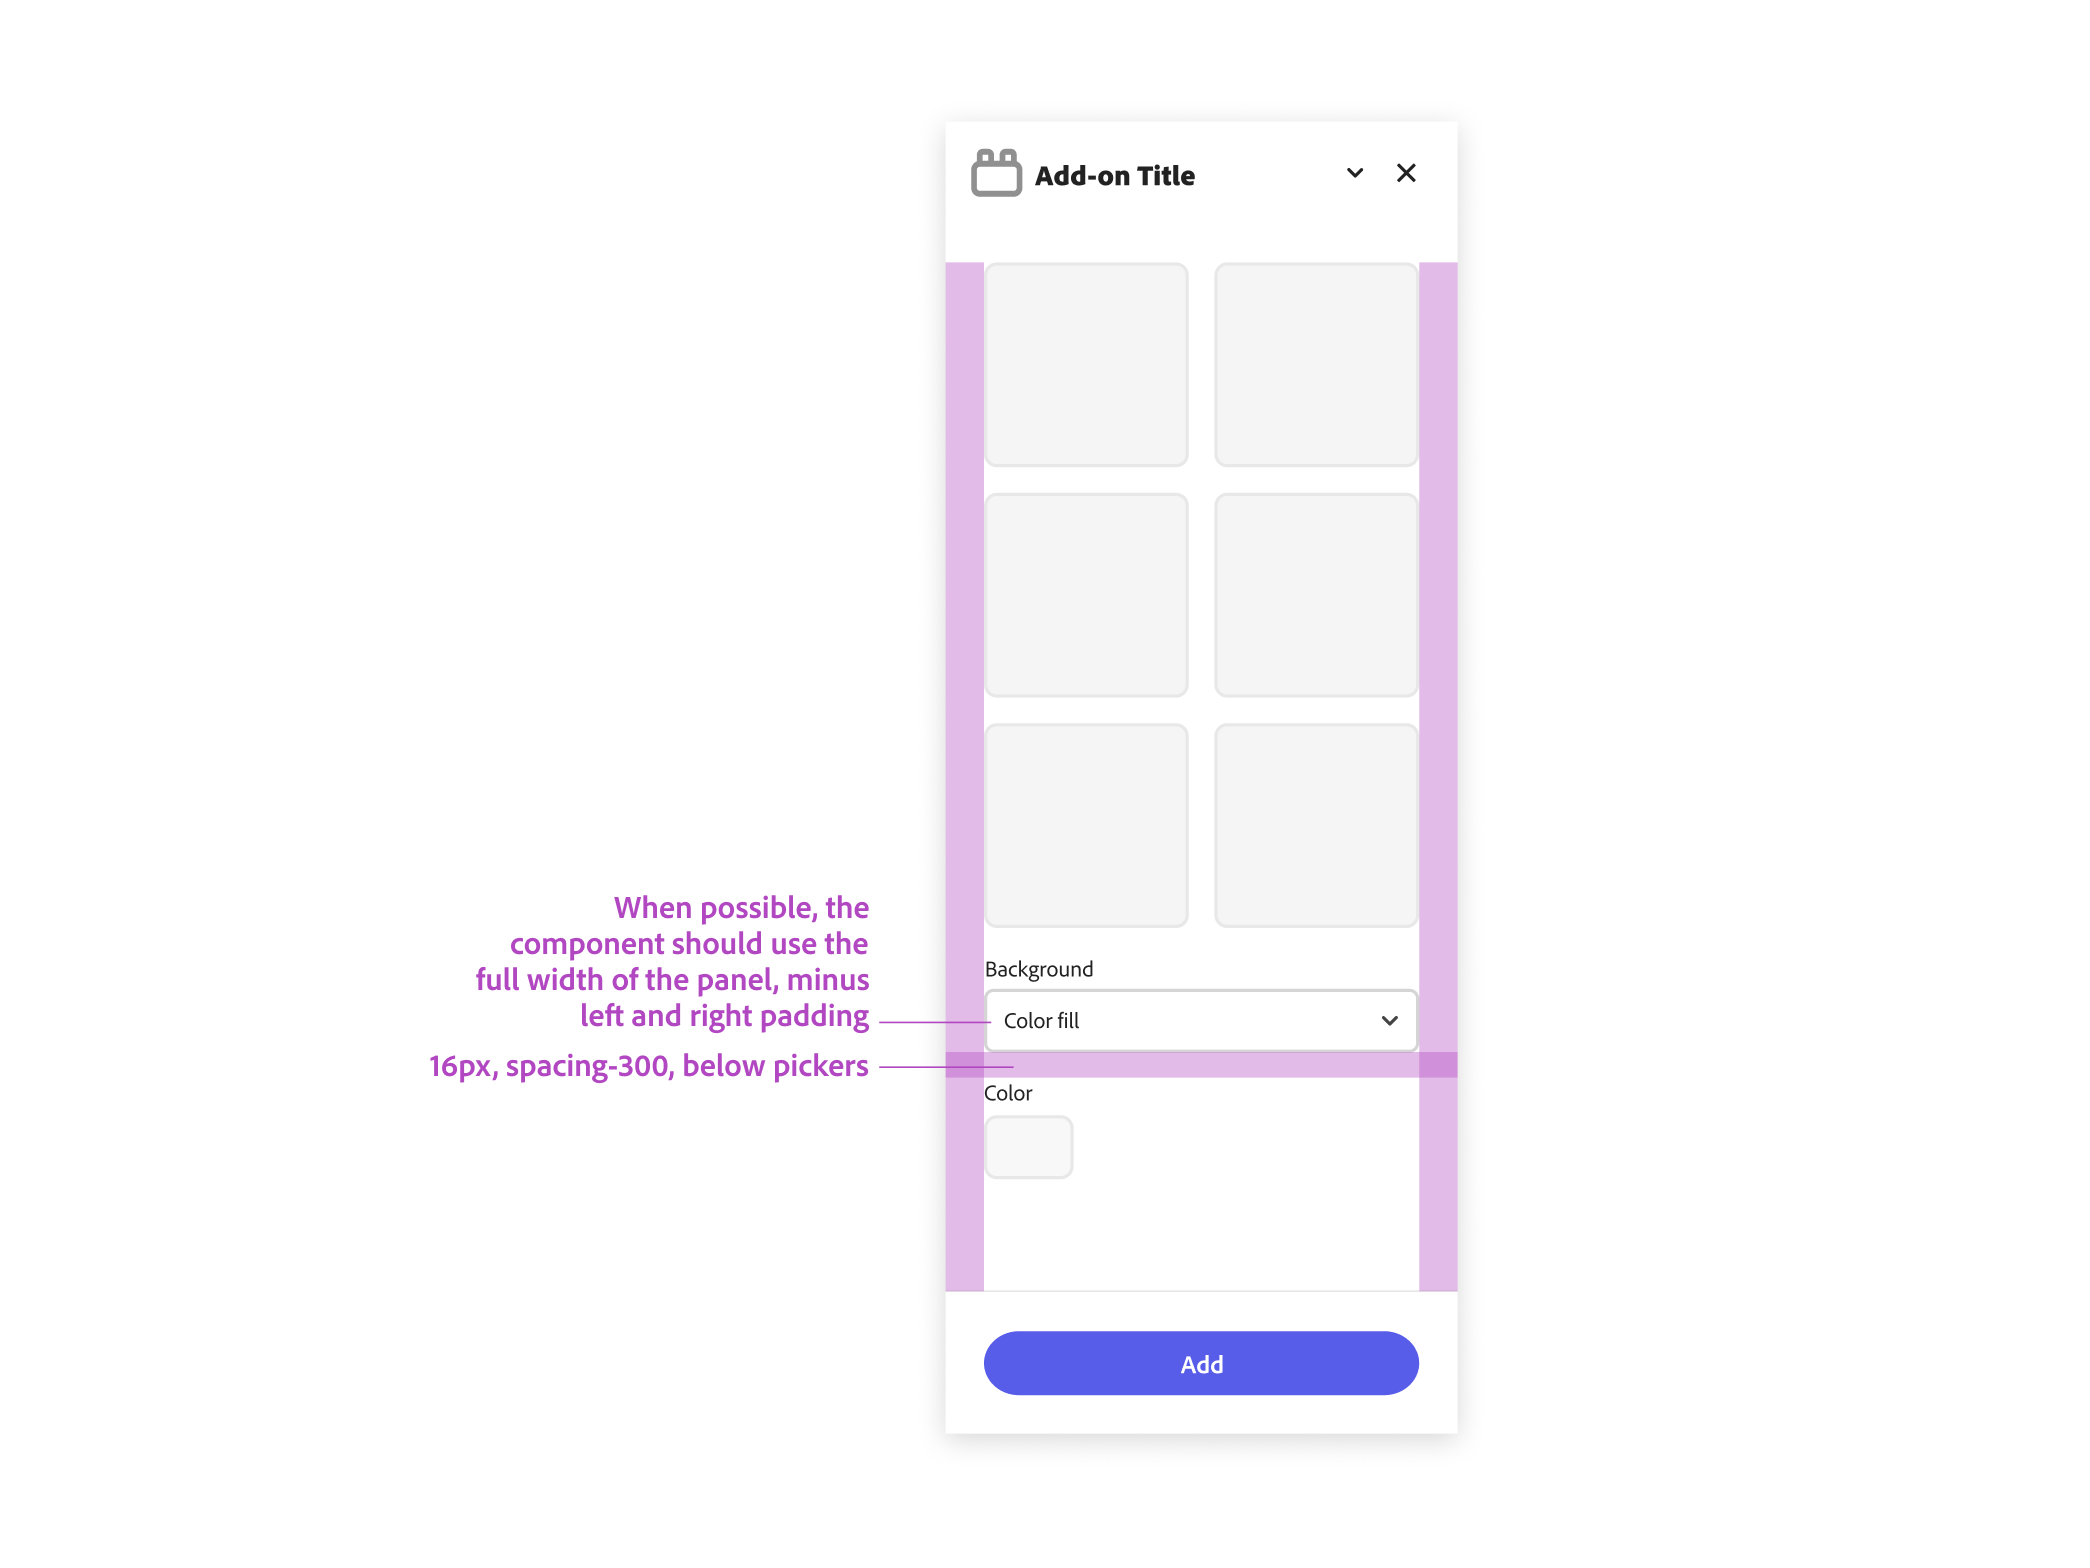 Add-on Title
When possible, the
component should use the
full width of the panel, minus
left and right padding
16px, spacing-300, below pickers
Background
Color fill
Color
Add